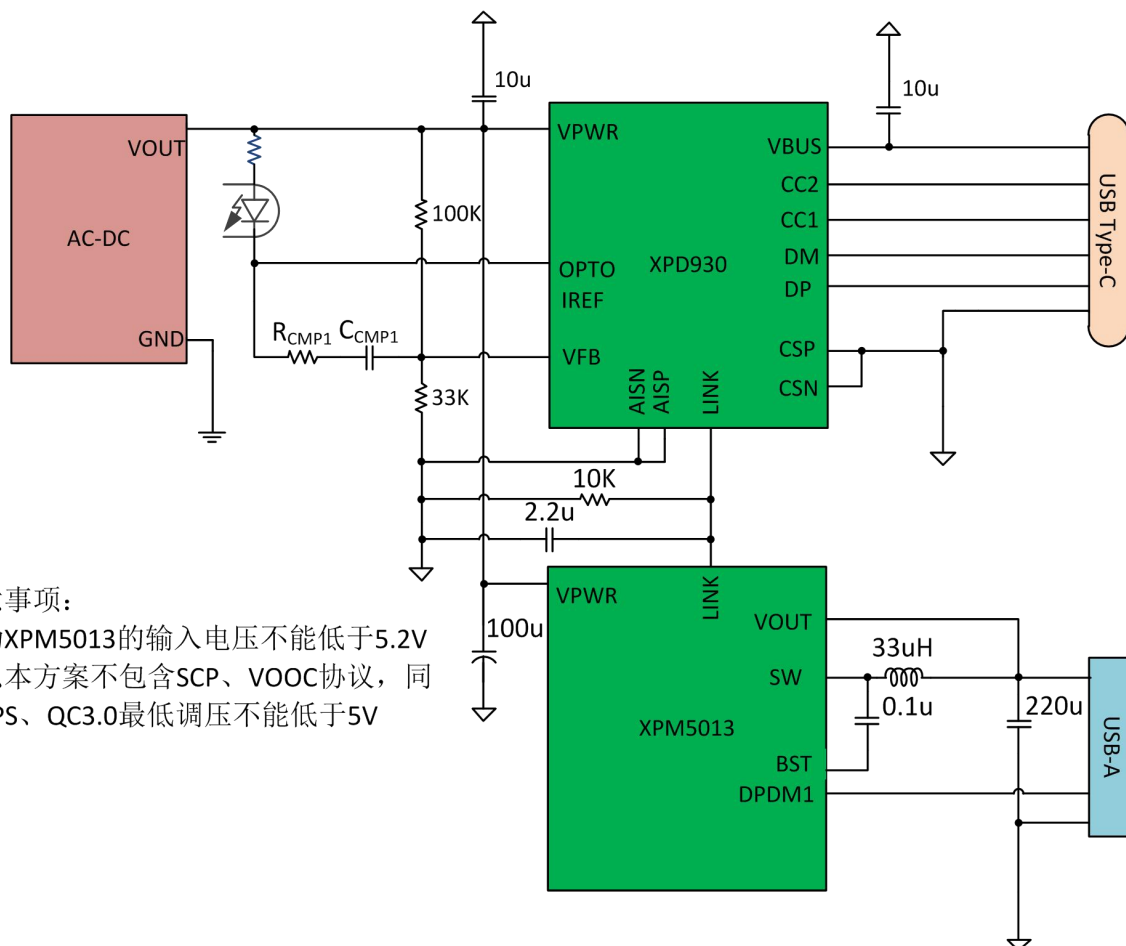 10u
10u
VOUT
AC-DC
GND
VPWR
VBUS
CC2
CC1
DM
DP
100K
OPTO
XPD930
IREF
RCMP1
CCMP1
VFB
CSP
CSN
33K
AISN
AISP
LINK
USB Type-C
10K
2.2u
VPWR
LINK
100u
VOUT
33uH
SW
0.1u
220u
XPM5013
BST
DPDM1
USB-A
事项：
XPM5013的输入电压不能低于5.2V
本方案不包含SCP、VOOC协议，同
PS、QC3.0最低调压不能低于5V